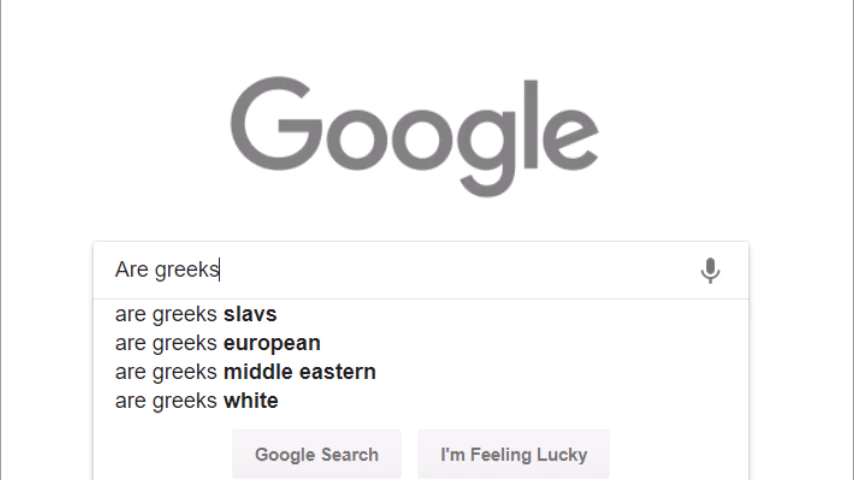 Google
Are greeks
are greeks slavs
are greeks european
are greeks middle eastern
are greeks white
Google Search
I'm Feeling Lucky